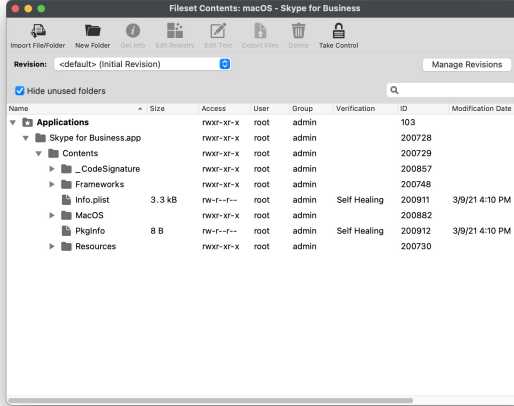 Fileset Contents: macOS - Skype for Business
Import File/Folder New Folder Get Info Edit Registry Edit Text Export Files Delete Take Control
Revision: <default> (Initial Revision) Manage Revisions
Hide unused folders
Name Size Access User Group Verification ID Modification Date
Applications rwxr-xr-x root admin 103
Skype for Business.app rwxr-xr-x root admin 200728
Contents rwxr-xr-x root admin 200729
_CodeSignature rwxr-xr-x root admin 200857
Frameworks rwxr-xr-x root admin 200748
Info.plist 3.3 kB rw-r--r-- root admin Self Healing 200911 3/9/21 4:10 PM
MacOS rwxr-xr-x root admin 200882
PkgInfo 8 B rw-r--r-- root admin Self Healing 200912 3/9/21 4:10 PM
Resources rwxr-xr-x root admin 200730